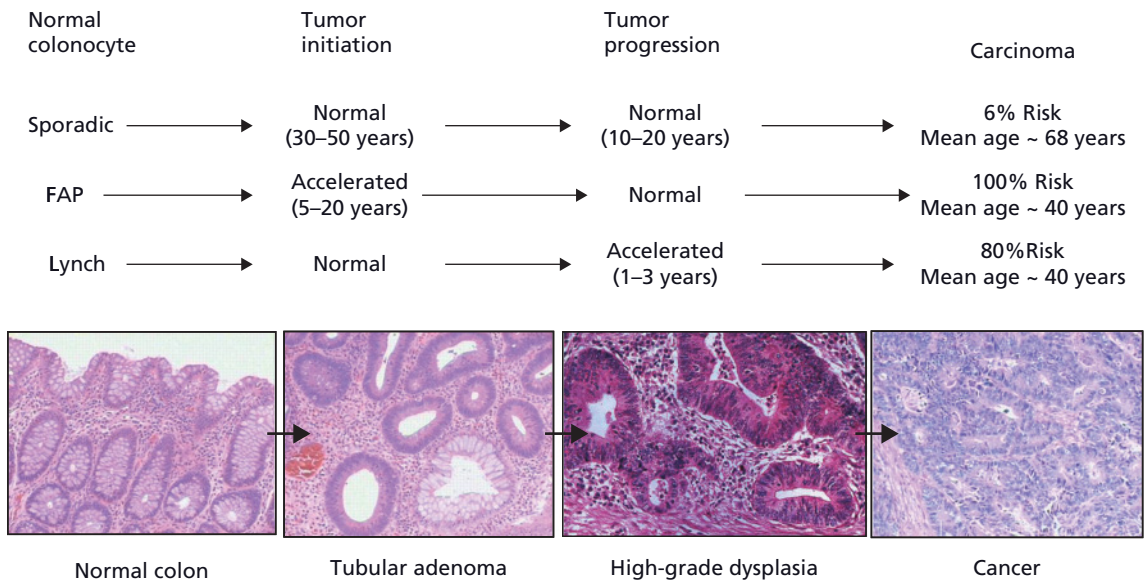 Normal
colonocyte
Tumor
initiation
Tumor
progression
Carcinoma
Sporadic
Normal
(30–50 years)
Normal
(10–20 years)
6% Risk
Mean age ~ 68 years
FAP
Accelerated
(5–20 years)
Normal
100% Risk
Mean age ~ 40 years
Lynch
Normal
Accelerated
(1–3 years)
80%Risk
Mean age ~ 40 years
Normal colon
Tubular adenoma
High-grade dysplasia
Cancer